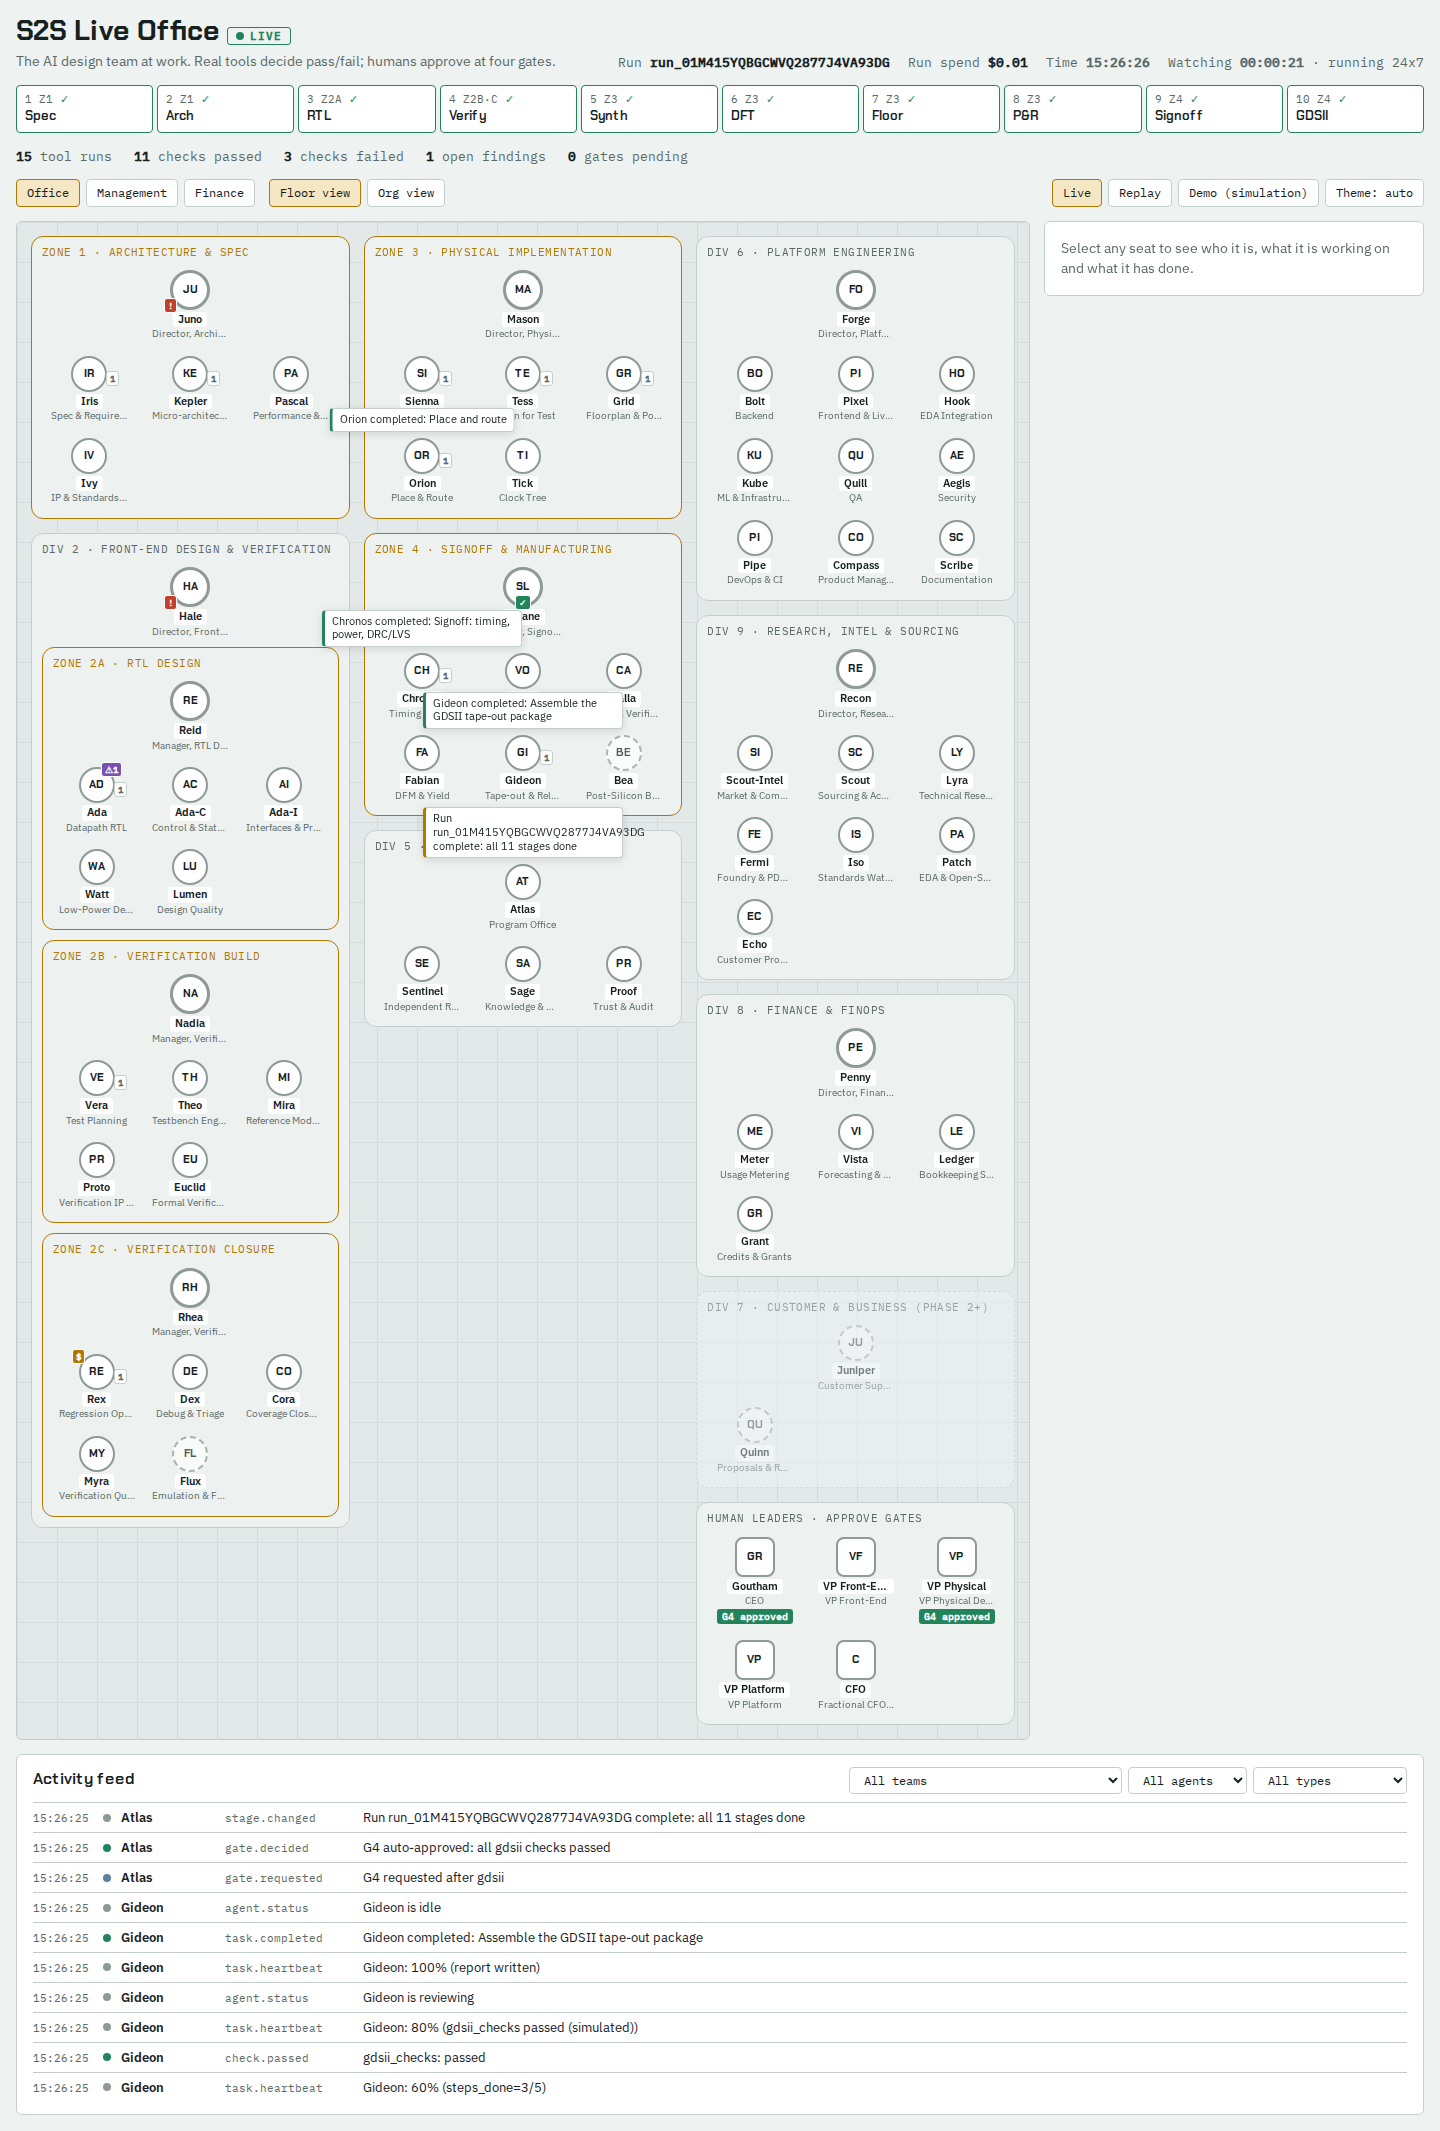 S2S Live Office
LIVE
The AI design team at work. Real tools decide pass/fail; humans approve at four gates.
Run run_01M415YQBGCWVQ2877J4VA93DG Run spend $0.01 Time 15:26:26 Watching 00:00:21 · running 24x7
1 Z1 ✓
Spec
2 Z1 ✓
Arch
3 Z2A ✓
RTL
4 Z2B·C ✓
Verify
5 Z3 ✓
Synth
6 Z3 ✓
DFT
7 Z3 ✓
Floor
8 Z3 ✓
P&R
9 Z4 ✓
Signoff
10 Z4 ✓
GDSII
15 tool runs 11 checks passed 3 checks failed 1 open findings 0 gates pending
Office Management Finance Floor view Org view
Live Replay Demo (simulation) Theme: auto
Select any seat to see who it is, what it is working on
and what it has done.
ZONE 1 · ARCHITECTURE & SPEC
JU
!
Juno
Director, Archi...
IR 1 KE 1 PA
Iris Kepler Pascal
Spec & Require... Micro-architec... Performance &...
IV
Ivy
IP & Standards...
DIV 2 · FRONT-END DESIGN & VERIFICATION
HA
!
Hale
Director, Front...
ZONE 2A · RTL DESIGN
RE
Reid
Manager, RTL D...
⚠1
AD 1 AC AI
Ada Ada-C Ada-I
Datapath RTL Control & Stat... Interfaces & Pr...
WA LU
Watt Lumen
Low-Power De... Design Quality
ZONE 2B · VERIFICATION BUILD
NA
Nadia
Manager, Verifi...
VE 1 TH MI
Vera Theo Mira
Test Planning Testbench Eng... Reference Mod...
PR EU
Proto Euclid
Verification IP ... Formal Verific...
ZONE 2C · VERIFICATION CLOSURE
RH
Rhea
Manager, Verifi...
$
RE 1 DE CO
Rex Dex Cora
Regression Op... Debug & Triage Coverage Clos...
MY FL
Myra Flux
Verification Qu... Emulation & F...
ZONE 3 · PHYSICAL IMPLEMENTATION
MA
Mason
Director, Physi...
SI 1 TE 1 GR 1
Sienna Tess Grid
n for Test Floorplan & Po...
Orion completed: Place and route
OR 1 TI
Orion Tick
Place & Route Clock Tree
ZONE 4 · SIGNOFF & MANUFACTURING
SL
✓
ane
, Signo...
Chronos completed: Signoff: timing,
power, DRC/LVS
CH 1 VO CA
Chro lla
Timing . Verifi...
Gideon completed: Assemble the
GDSII tape-out package
FA GI 1 BE
Fabian Gideon Bea
DFM & Yield Tape-out & Rel... Post-Silicon B...
Run
run_01M415YQBGCWVQ2877J4VA93DG
complete: all 11 stages done
DIV 5 ·
AT
Atlas
Program Office
SE SA PR
Sentinel Sage Proof
Independent R... Knowledge & ... Trust & Audit
DIV 6 · PLATFORM ENGINEERING
FO
Forge
Director, Platf...
BO PI HO
Bolt Pixel Hook
Backend Frontend & Liv... EDA Integration
KU QU AE
Kube Quill Aegis
ML & Infrastru... QA Security
PI CO SC
Pipe Compass Scribe
DevOps & CI Product Manag... Documentation
DIV 9 · RESEARCH, INTEL & SOURCING
RE
Recon
Director, Resea...
SI SC LY
Scout-Intel Scout Lyra
Market & Com... Sourcing & Ac... Technical Rese...
FE IS PA
Fermi Iso Patch
Foundry & PD... Standards Wat... EDA & Open-S...
EC
Echo
Customer Pro...
DIV 8 · FINANCE & FINOPS
PE
Penny
Director, Finan...
ME VI LE
Meter Vista Ledger
Usage Metering Forecasting & ... Bookkeeping S...
GR
Grant
Credits & Grants
DIV 7 · CUSTOMER & BUSINESS (PHASE 2+)
JU
Juniper
Customer Sup...
QU
Quinn
Proposals & R...
HUMAN LEADERS · APPROVE GATES
GR VF VP
Goutham VP Front-E... VP Physical
CEO VP Front-End VP Physical De...
G4 approved G4 approved
VP C
VP Platform CFO
VP Platform Fractional CFO...
Activity feed
All teams All agents All types
15:26:25 Atlas stage.changed Run run_01M415YQBGCWVQ2877J4VA93DG complete: all 11 stages done
15:26:25 Atlas gate.decided G4 auto-approved: all gdsii checks passed
15:26:25 Atlas gate.requested G4 requested after gdsii
15:26:25 Gideon agent.status Gideon is idle
15:26:25 Gideon task.completed Gideon completed: Assemble the GDSII tape-out package
15:26:25 Gideon task.heartbeat Gideon: 100% (report written)
15:26:25 Gideon agent.status Gideon is reviewing
15:26:25 Gideon task.heartbeat Gideon: 80% (gdsii_checks passed (simulated))
15:26:25 Gideon check.passed gdsii_checks: passed
15:26:25 Gideon task.heartbeat Gideon: 60% (steps_done=3/5)